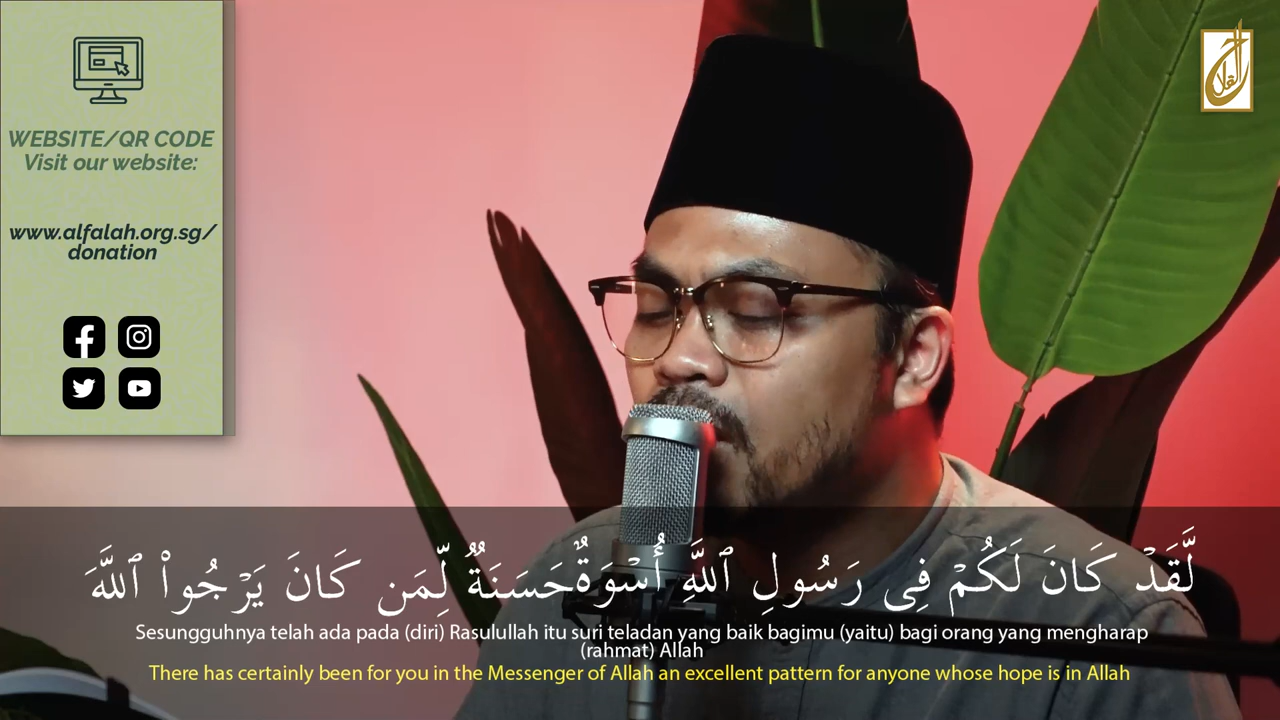 WEBSITE/QR CODE
Visit our website:
www.alfalah.org.sg/
donation
الفلاح
لَّقَدْ كَانَ لَكُمْ فِى رَسُولِ ٱللَّهِ أُسْوَةٌ حَسَنَةٌ لِّمَن كَانَ يَرْجُوا۟ ٱللَّهَ
Sesungguhnya telah ada pada (diri) Rasulullah itu suri teladan yang baik bagimu (yaitu) bagi orang yang mengharap
(rahmat) Allah
There has certainly been for you in the Messenger of Allah an excellent pattern for anyone whose hope is in Allah